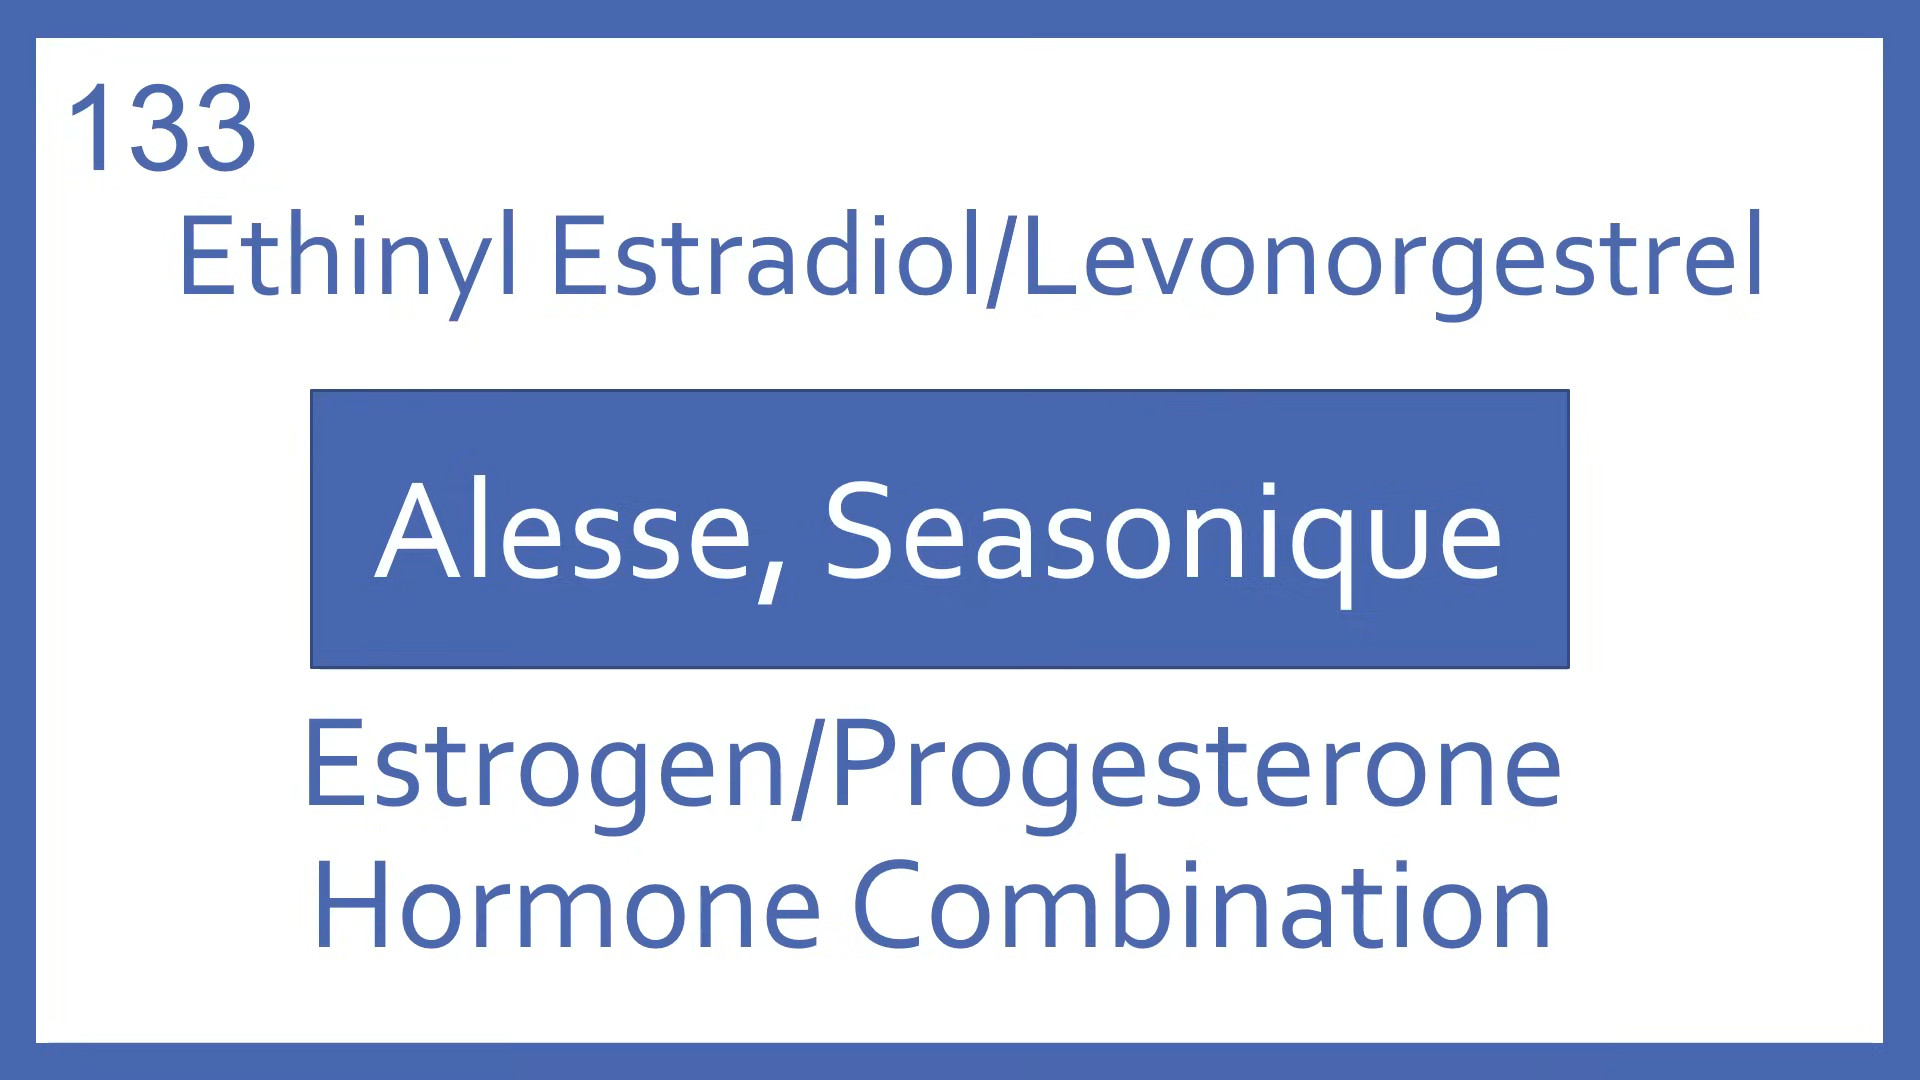 133
Ethinyl Estradiol/Levonorgestrel
Alesse, Seasonique
Estrogen/Progesterone
Hormone Combination